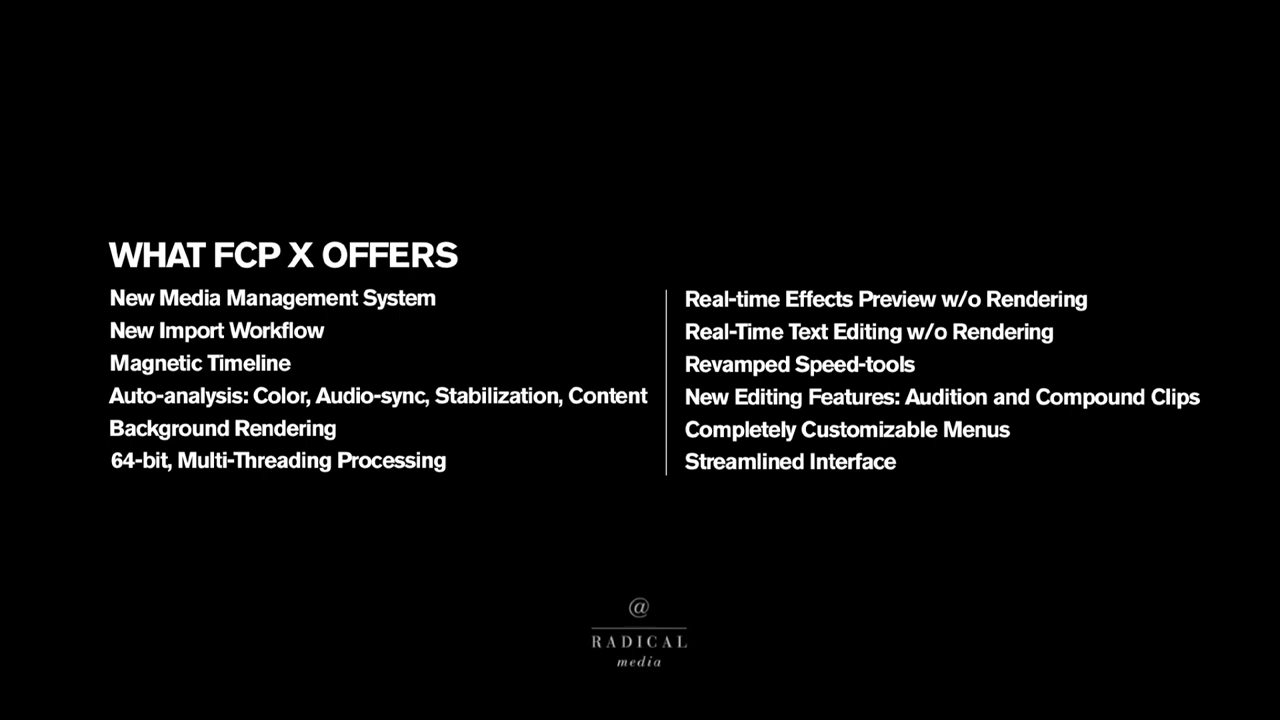 WHAT FCP X OFFERS
New Media Management System
New Import Workflow
Magnetic Timeline
Auto-analysis: Color, Audio-sync, Stabilization, Content
Background Rendering
64-bit, Multi-Threading Processing
Real-time Effects Preview w/o Rendering
Real-Time Text Editing w/o Rendering
Revamped Speed-tools
New Editing Features: Audition and Compound Clips
Completely Customizable Menus
Streamlined Interface
@
RADICAL
media